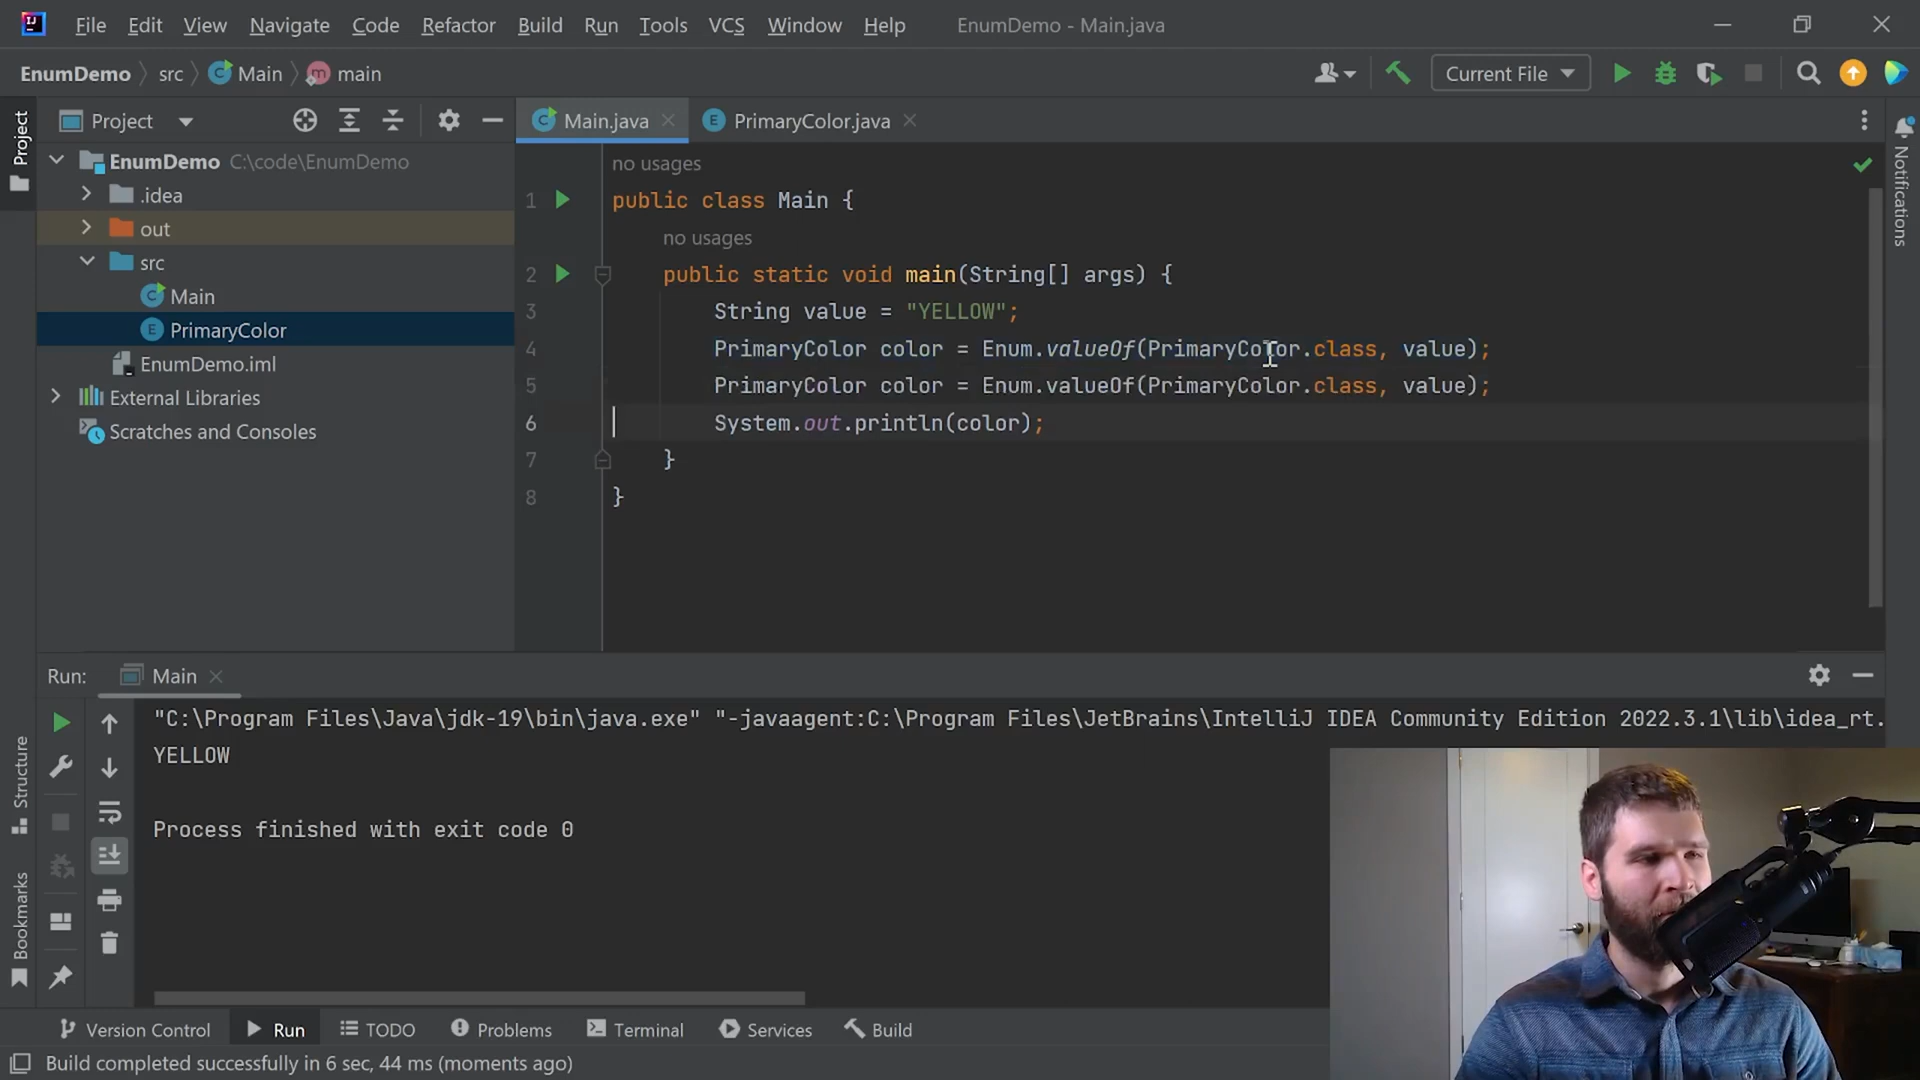 File Edit View Navigate Code Refactor Build Run Tools VCS Window Help EnumDemo - Main.java
EnumDemo src Main main Current File
Project
Project
Main.java PrimaryColor.java
Notifications
EnumDemo C:\code\EnumDemo
.idea
out
src
Main
PrimaryColor
EnumDemo.iml
External Libraries
Scratches and Consoles
no usages
1 public class Main {
no usages
2 public static void main(String[] args) {
3 String value = "YELLOW";
4 PrimaryColor color = Enum.valueOf(PrimaryColor.class, value);
5 PrimaryColor color = Enum.valueOf(PrimaryColor.class, value);
6 System.out.println(color);
7 }
8 }
Run: Main
"C:\Program Files\Java\jdk-19\bin\java.exe" "-javaagent:C:\Program Files\JetBrains\IntelliJ IDEA Community Edition 2022.3.1\lib\idea_rt.
YELLOW
Process finished with exit code 0
Structure
Bookmarks
Version Control Run TODO Problems Terminal Services Build
Build completed successfully in 6 sec, 44 ms (moments ago)